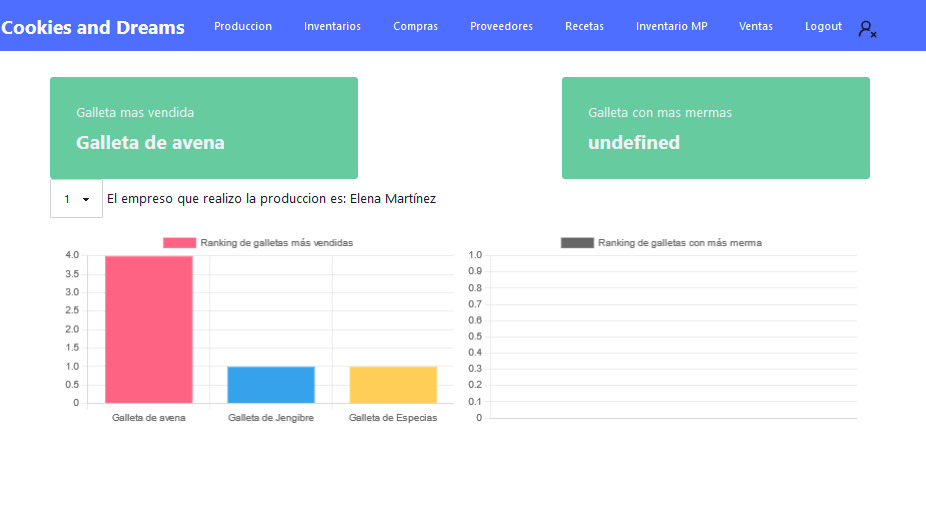 Cookies and Dreams Produccion Inventarios Compras Proveedores Recetas Inventario MP Ventas Logout
Galleta mas vendida
Galleta de avena
Galleta con mas mermas
undefined
1 El empreso que realizo la produccion es: Elena Martínez
Ranking de galletas más vendidas
4.0
3.5
3.0
2.5
2.0
1.5
1.0
0.5
0
Galleta de avena Galleta de Jengibre Galleta de Especias
Ranking de galletas con más merma
1.0
0.9
0.8
0.7
0.6
0.5
0.4
0.3
0.2
0.1
0